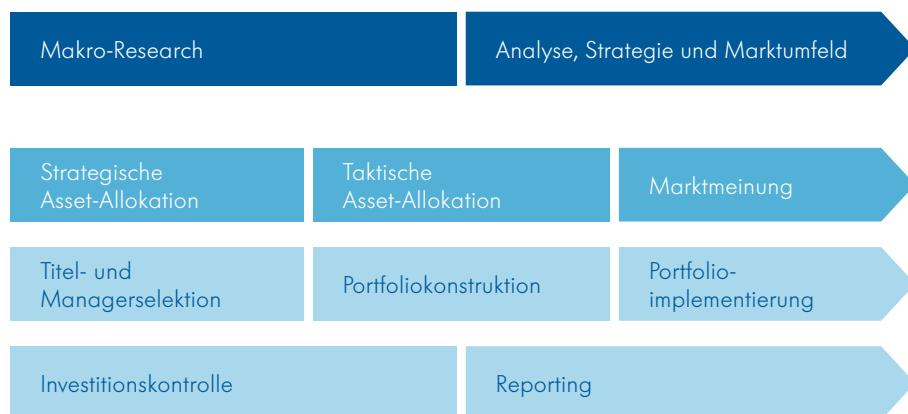 Makro-Research
Analyse, Strategie und Marktumfeld
Strategische
Asset-Allokation
Taktische
Asset-Allokation
Marktmeinung
Titel- und
Managerselektion
Portfoliokonstruktion
Portfolio-
implementierung
Investitionskontrolle
Reporting